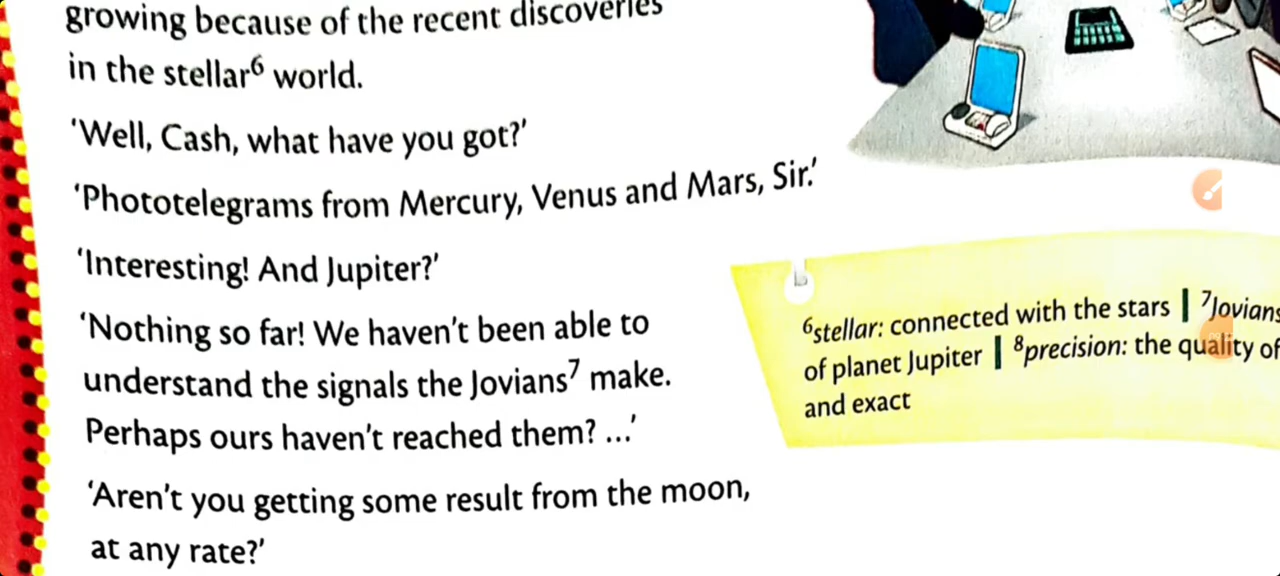 growing because of the recent discoveries
in the stellar⁶ world.
‘Well, Cash, what have you got?’
‘Phototelegrams from Mercury, Venus and Mars, Sir.’
‘Interesting! And Jupiter?’
‘Nothing so far! We haven’t been able to
understand the signals the Jovians⁷ make.
Perhaps ours haven’t reached them? ...’
‘Aren’t you getting some result from the moon,
at any rate?’
⁶stellar: connected with the stars | ⁷Jovians
of planet Jupiter | ⁸precision: the quality of
and exact